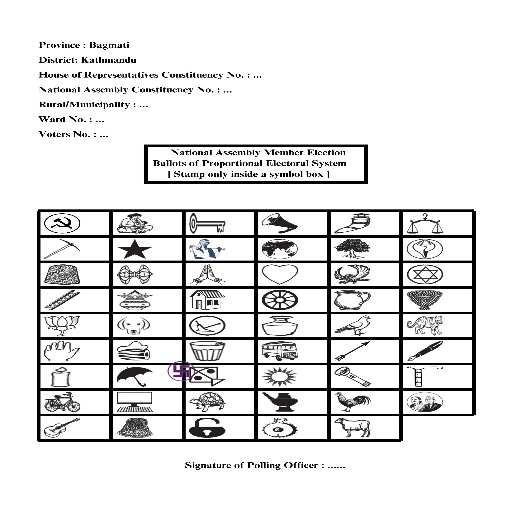 Province : Bagmati
District: Kathmandu
House of Representatives Constituency No. : ...
National Assembly Constituency No. : ...
Rural/Municipality : ...
Ward No. : ...
Voters No. : ...
National Assembly Member Election
Ballots of Proportional Electoral System
[ Stamp only inside a symbol box ]
Signature of Polling Officer : ......